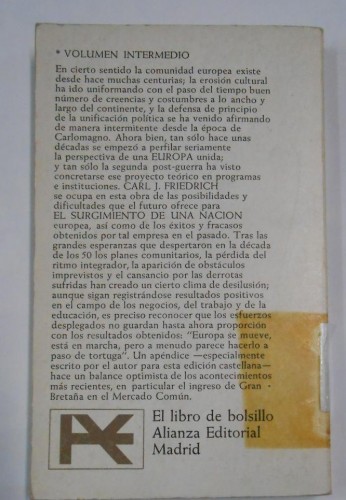 * VOLUMEN INTERMEDIO
En cierto sentido la comunidad europea existe
desde hace muchas centurias; la erosión cultural
ha ido uniformando con el paso del tiempo buen
número de creencias y costumbres a lo ancho y
largo del continente, y la defensa de principio
de la unificación política se ha venido afirmando
de manera intermitente desde la época de
Carlomagno. Ahora bien, tan sólo hace unas
décadas se empezó a perfilar seriamente
la perspectiva de una EUROPA unida;
y tan sólo la segunda post-guerra ha visto
concretarse ese proyecto teórico en programas
e instituciones. CARL J. FRIEDRICH
se ocupa en esta obra de las posibilidades y
dificultades que el futuro ofrece para
EL SURGIMIENTO DE UNA NACION
europea, así como de los éxitos y fracasos
obtenidos por tal empresa en el pasado. Tras las
grandes esperanzas que despertaron en la década
de los 50 los planes comunitarios, la pérdida del
ritmo integrador, la aparición de obstáculos
imprevistos y el cansancio por las derrotas
sufridas han creado un cierto clima de desilusión;
aunque sigan registrándose resultados positivos
en el campo de los negocios, del trabajo y de la
educación, es preciso reconocer que los esfuerzos
desplegados no guardan hasta ahora proporción
con los resultados obtenidos: "Europa se mueve,
está en marcha, pero a menudo parece hacerlo a
paso de tortuga". Un apéndice —especialmente
escrito por el autor para esta edición castellana—
hace un balance optimista de los acontecimientos
más recientes, en particular el ingreso de Gran
Bretaña en el Mercado Común.
El libro de bolsillo
Alianza Editorial
Madrid